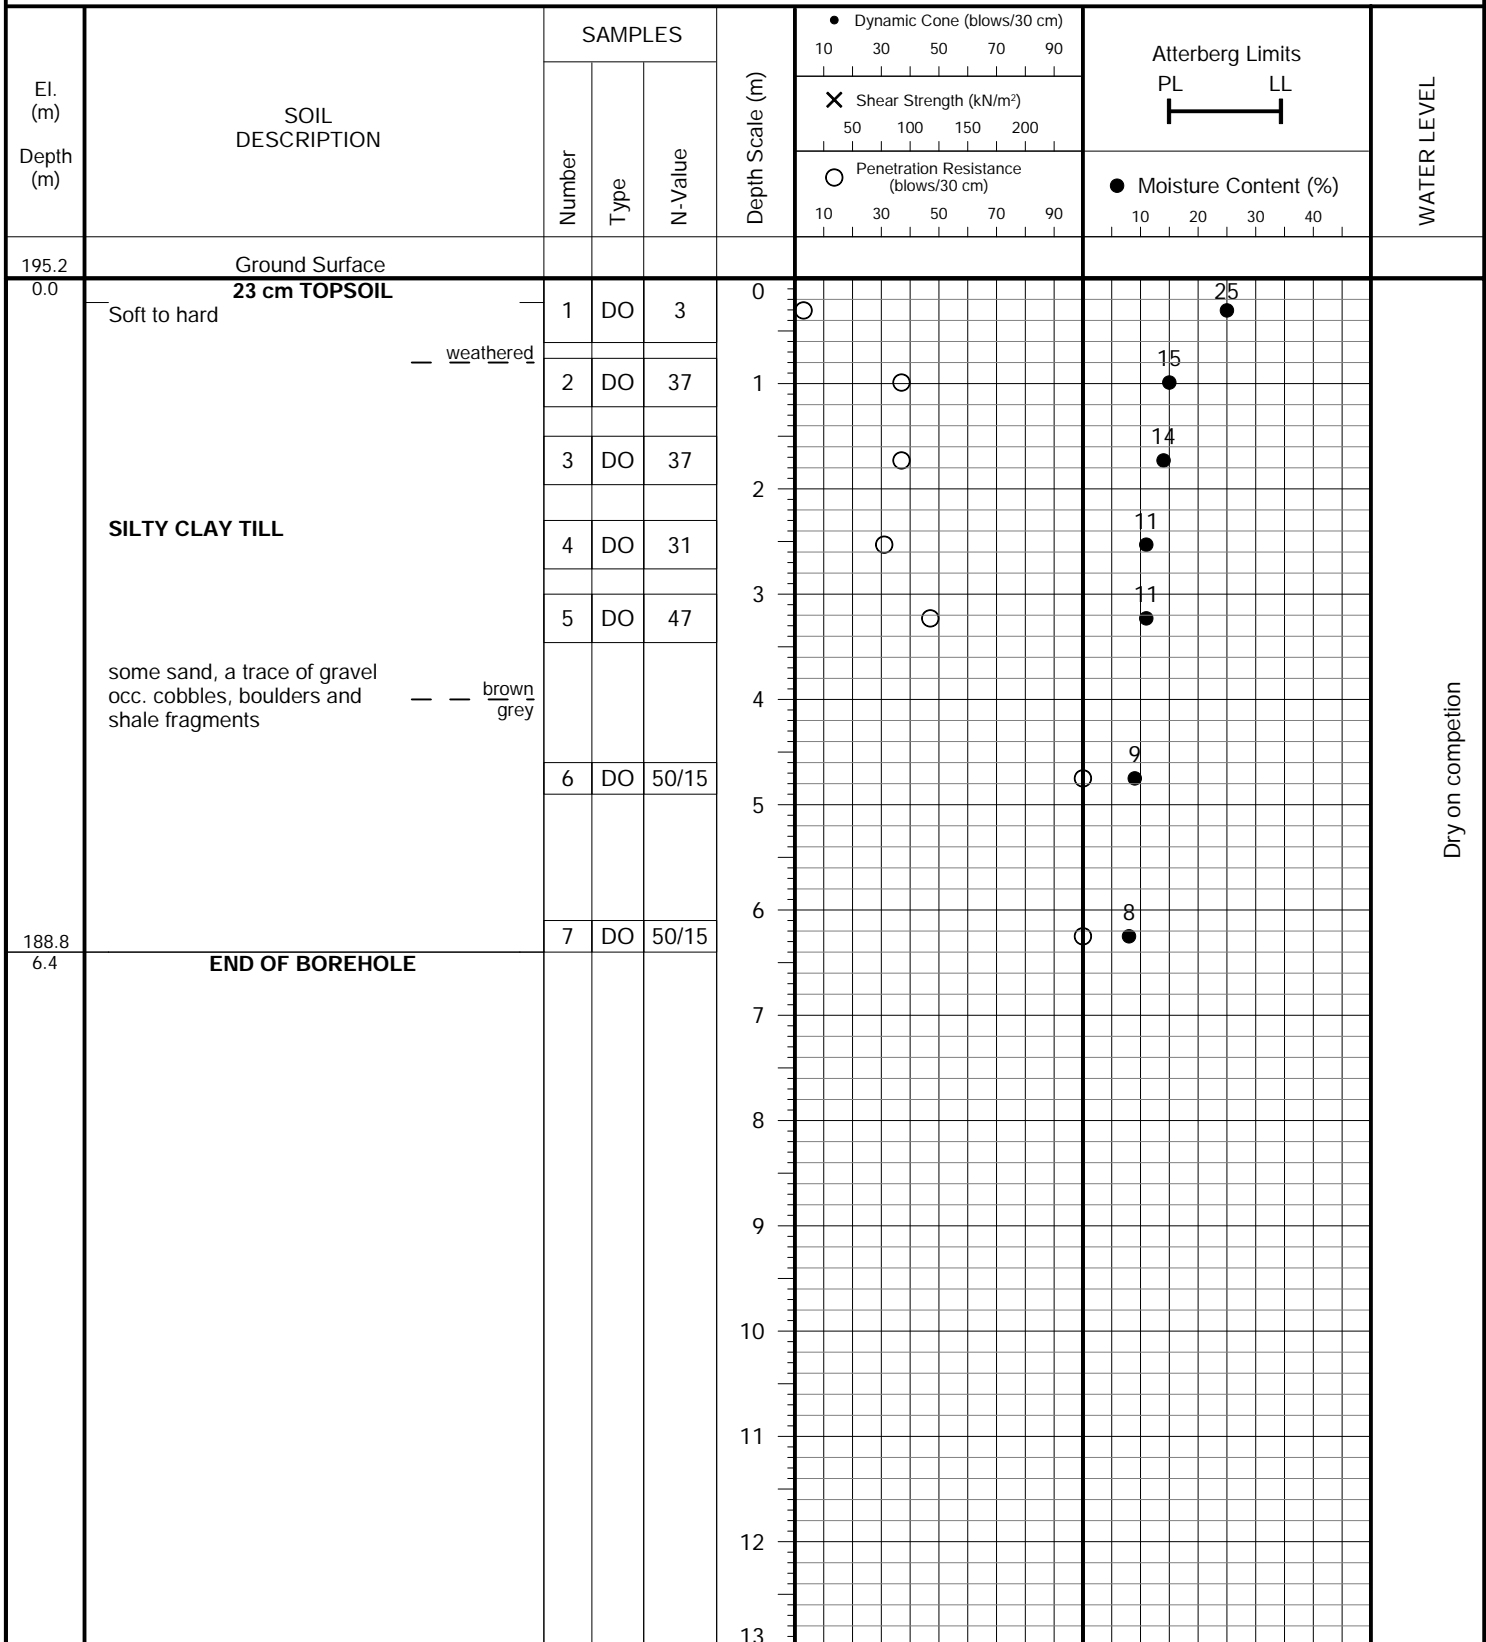 El.
(m)
Depth
(m)
SOIL
DESCRIPTION
SAMPLES
Number
Type
N-Value
Depth Scale (m)
Dynamic Cone (blows/30 cm)
10 30 50 70 90
Shear Strength (kN/m²)
50 100 150 200
Penetration Resistance
(blows/30 cm)
10 30 50 70 90
Atterberg Limits
PL LL
Moisture Content (%)
10 20 30 40
WATER LEVEL
195.2 Ground Surface
0.0 23 cm TOPSOIL 0 25
Soft to hard 1 DO 3
weathered 15
2 DO 37 1
14
3 DO 37
2
SILTY CLAY TILL 11
4 DO 31
3 11
5 DO 47
some sand, a trace of gravel
occ. cobbles, boulders and brown 4
shale fragments grey
9
6 DO 50/15
5
Dry on competion
6 8
188.8 7 DO 50/15
6.4 END OF BOREHOLE
7
8
9
10
11
12
13